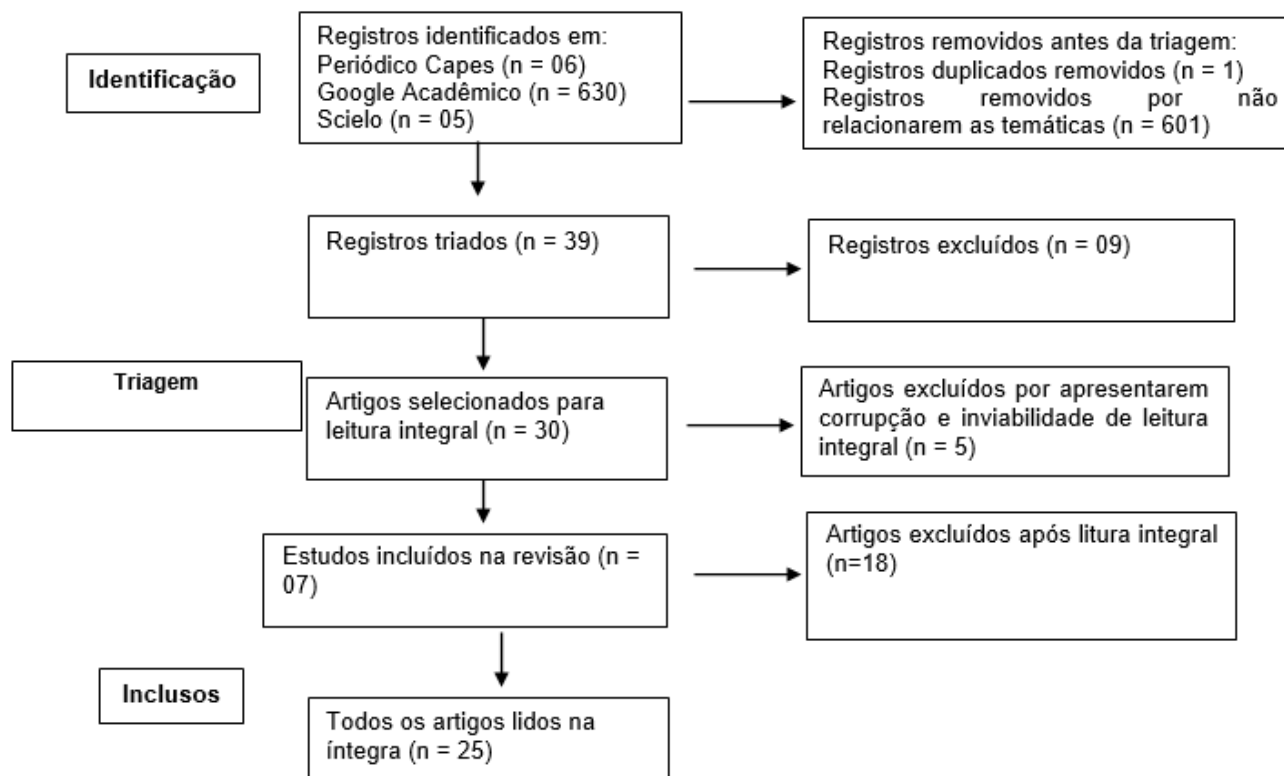 Identificação
Registros identificados em:
Periódico Capes (n = 06)
Google Acadêmico (n = 630)
Scielo (n = 05)
Registros removidos antes da triagem:
Registros duplicados removidos (n = 1)
Registros removidos por não
relacionarem as temáticas (n = 601)
Registros triados (n = 39)
Registros excluídos (n = 09)
Triagem
Artigos selecionados para
leitura integral (n = 30)
Artigos excluídos por apresentarem
corrupção e inviabilidade de leitura
integral (n = 5)
Estudos incluídos na revisão (n =
07)
Artigos excluídos após litura integral
(n=18)
Inclusos
Todos os artigos lidos na
íntegra (n = 25)